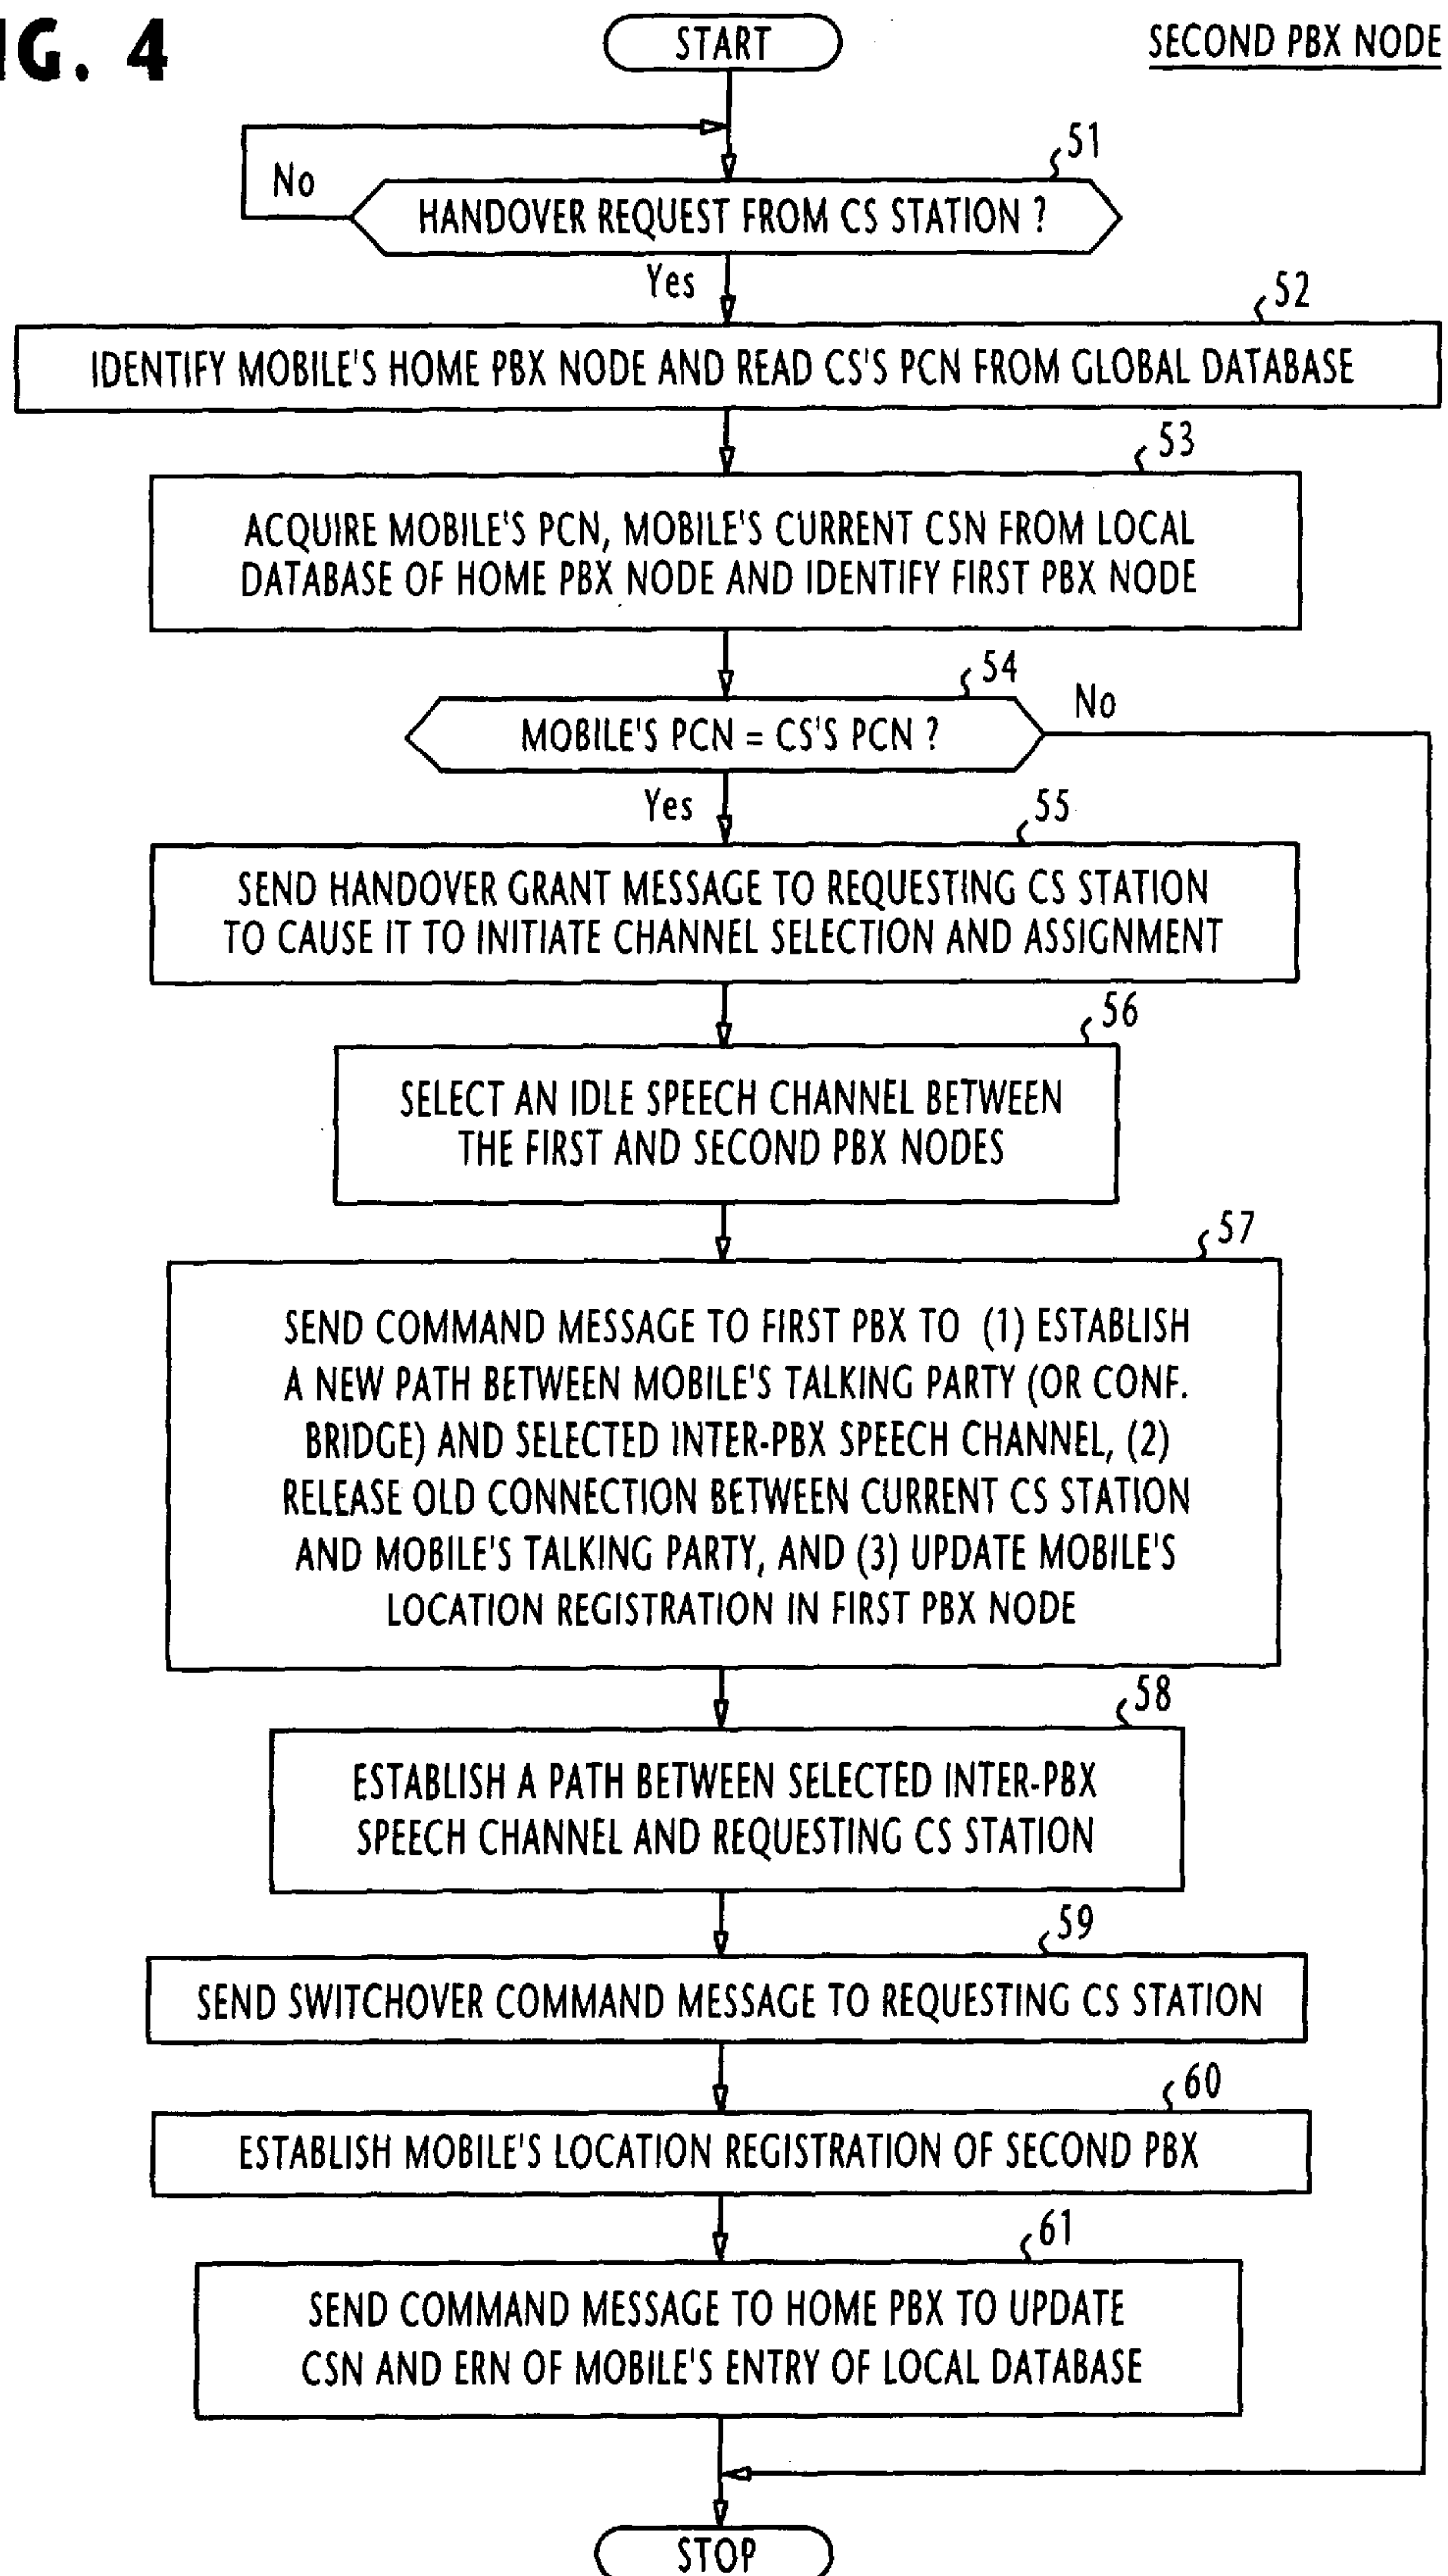 IG. 4
START
SECOND PBX NODE
51
No
HANDOVER REQUEST FROM CS STATION ?
Yes
52
IDENTIFY MOBILE'S HOME PBX NODE AND READ CS'S PCN FROM GLOBAL DATABASE
53
ACQUIRE MOBILE'S PCN, MOBILE'S CURRENT CSN FROM LOCAL
DATABASE OF HOME PBX NODE AND IDENTIFY FIRST PBX NODE
54
No
MOBILE'S PCN = CS'S PCN ?
Yes
55
SEND HANDOVER GRANT MESSAGE TO REQUESTING CS STATION
TO CAUSE IT TO INITIATE CHANNEL SELECTION AND ASSIGNMENT
56
SELECT AN IDLE SPEECH CHANNEL BETWEEN
THE FIRST AND SECOND PBX NODES
57
SEND COMMAND MESSAGE TO FIRST PBX TO (1) ESTABLISH
A NEW PATH BETWEEN MOBILE'S TALKING PARTY (OR CONF.
BRIDGE) AND SELECTED INTER-PBX SPEECH CHANNEL, (2)
RELEASE OLD CONNECTION BETWEEN CURRENT CS STATION
AND MOBILE'S TALKING PARTY, AND (3) UPDATE MOBILE'S
LOCATION REGISTRATION IN FIRST PBX NODE
58
ESTABLISH A PATH BETWEEN SELECTED INTER-PBX
SPEECH CHANNEL AND REQUESTING CS STATION
59
SEND SWITCHOVER COMMAND MESSAGE TO REQUESTING CS STATION
60
ESTABLISH MOBILE'S LOCATION REGISTRATION OF SECOND PBX
61
SEND COMMAND MESSAGE TO HOME PBX TO UPDATE
CSN AND ERN OF MOBILE'S ENTRY OF LOCAL DATABASE
STOP